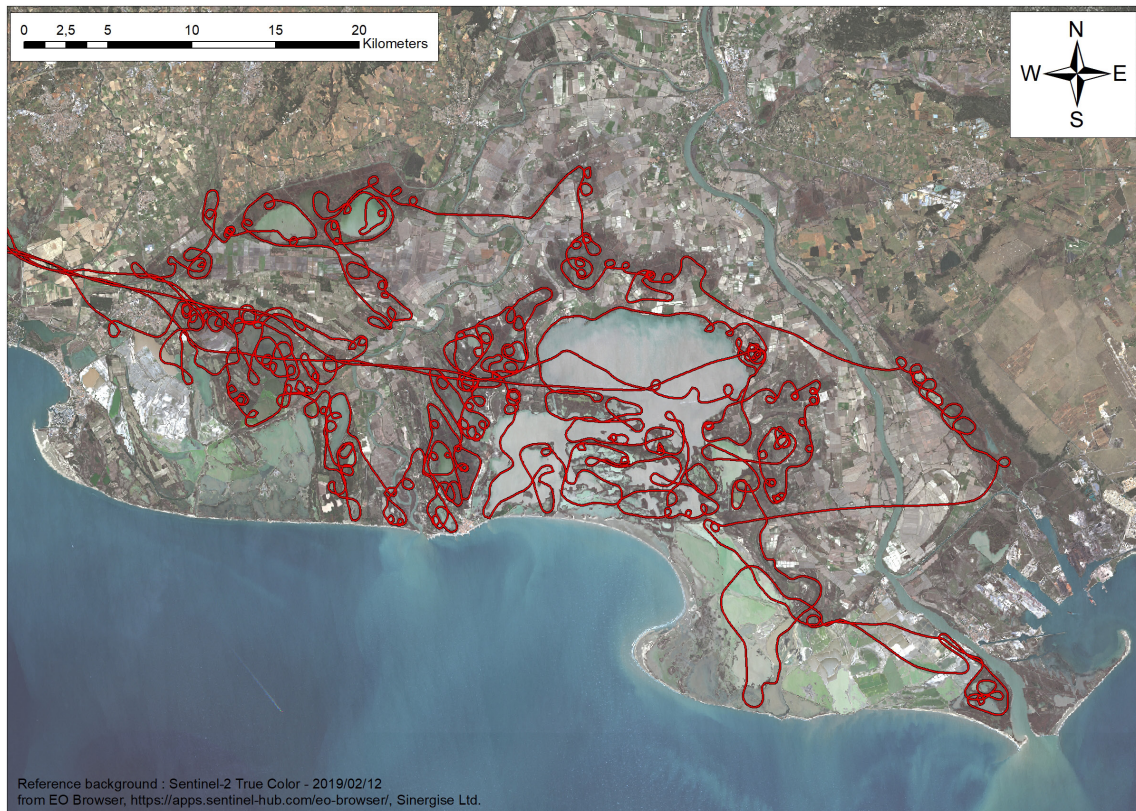 0 2,5 5 10 15 20
Kilometers
N
W E
S
Reference background : Sentinel-2 True Color - 2019/02/12
from EO Browser, https://apps.sentinel-hub.com/eo-browser/, Sinergise Ltd.